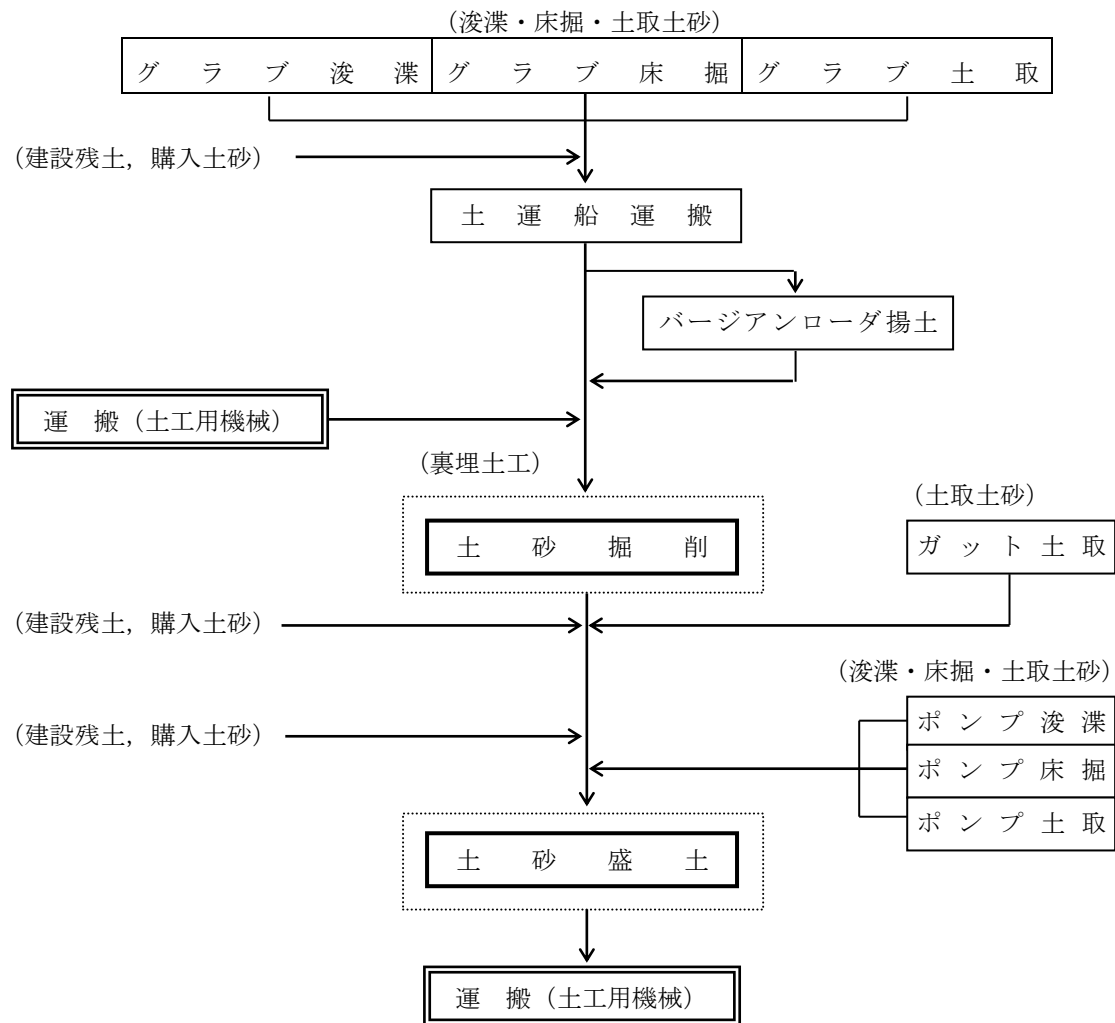 (浚渫・床掘・土取土砂)
グラブ浚渫 グラブ床掘 グラブ土取
(建設残土，購入土砂)
土運船運搬
バージアンローダ揚土
運　搬（土工用機械）
(裏埋土工)
(土取土砂)
土砂掘削
ガット土取
(建設残土，購入土砂)
(浚渫・床掘・土取土砂)
ポンプ浚渫
(建設残土，購入土砂)
ポンプ床掘
ポンプ土取
土砂盛土
運　搬（土工用機械）